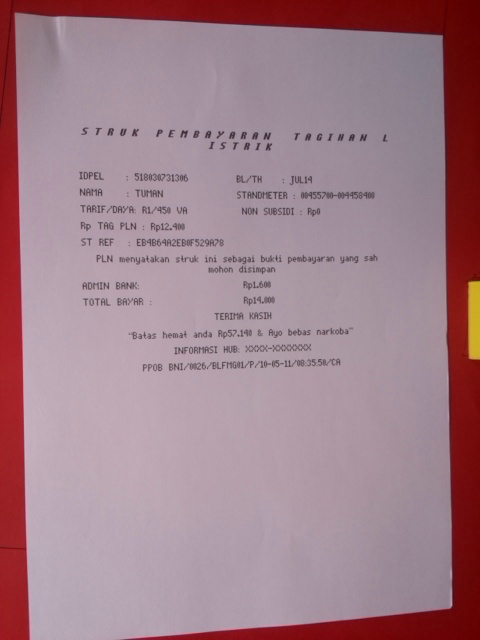 STRUK PEMBAYARAN TAGIHAN L
ISTRIK
IDPEL : 518030731306 BL/TH : JUL14
NAMA : TUMAN STANDMETER : 00455700-004458400
TARIF/DAYA: R1/450 VA NON SUBSIDI : Rp0
Rp TAG PLN : Rp12.400
ST REF : EB4B64A2EB0F529A78
PLN menyatakan struk ini sebagai bukti pembayaran yang sah
mohon disimpan
ADMIN BANK: Rp1.600
TOTAL BAYAR : Rp14.000
TERIMA KASIH
"Batas hemat anda Rp57.140 & Ayo bebas narkoba"
INFORMASI HUB: XXXX-XXXXXXX
PPOB BNI/0026/BLFMG01/P/10-05-11/08:35:50/CA